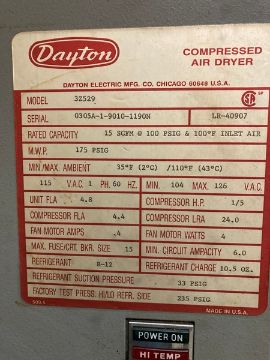 Dayton
COMPRESSED
AIR DRYER
DAYTON ELECTRIC MFG. CO. CHICAGO 60648 U.S.A.
MODEL 3Z529
SERIAL 0305A-1-9010-1190N LR-40907
RATED CAPACITY 15 SCFM @ 100 PSIG & 100°F INLET AIR
M.W.P. 175 PSIG
MIN/MAX. AMBIENT 35°F (2°C) /110°F (43°C)
115 V.A.C 1 PH. 60 HZ. MIN. 104 MAX 126 V.A.C
UNIT FLA 4.8 COMPRESSOR H.P. 1/5
COMPRESSOR FLA 4.4 COMPRESSOR LRA 24.0
FAN MOTOR AMPS .4 FAN MOTOR WATTS 4
MAX. FUSE/CKT. BKR. SIZE 15 MIN. CIRCUIT AMPACITY 6.0
REFRIGERANT R-12 REFRIGERANT CHARGE 10.5 OZ.
REFRIGERANT SUCTION PRESSURE 33 PSIG
FACTORY TEST PRESS. HI/LO REFR. SIDE 235 PSIG
MADE IN U.S.A.
POWER ON
HI TEMP